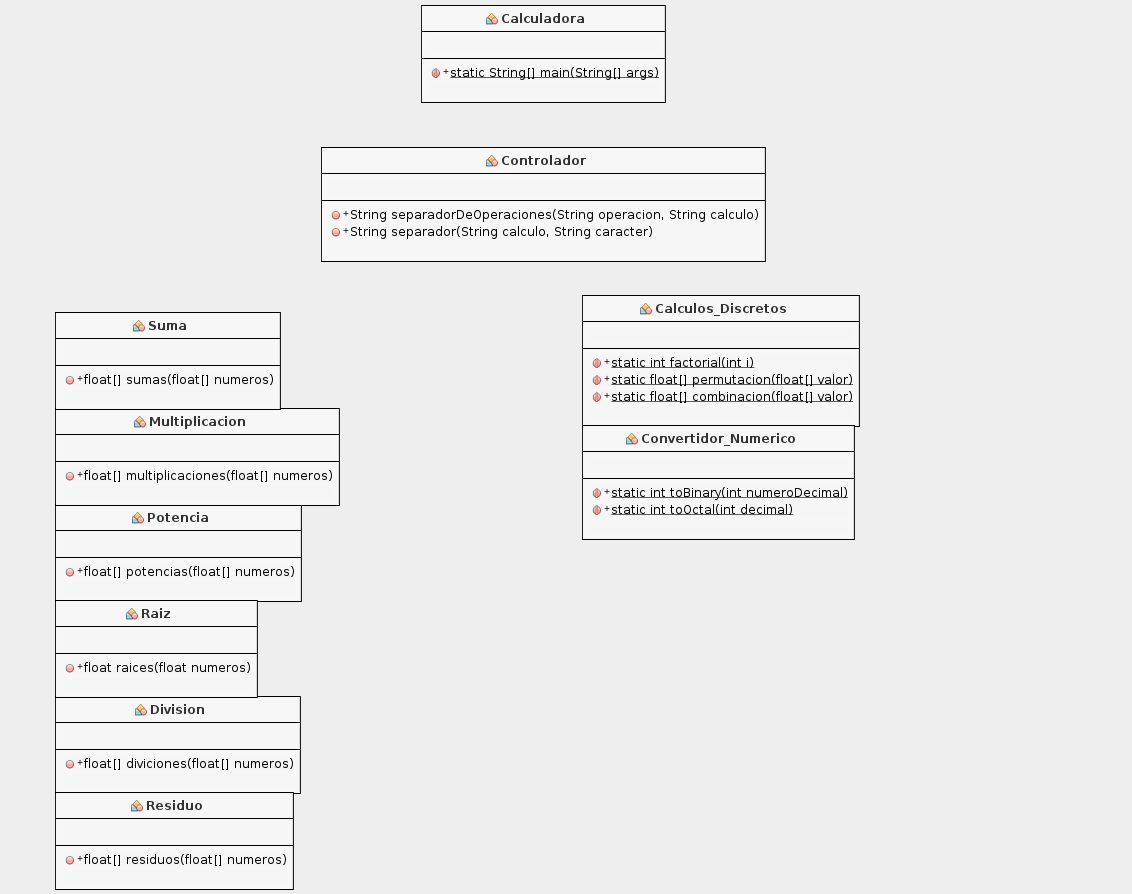 Calculadora
+static String[] main(String[] args)
Controlador
+String separadorDeOperaciones(String operacion, String calculo)
+String separador(String calculo, String caracter)
Suma
+float[] sumas(float[] numeros)
Multiplicacion
+float[] multiplicaciones(float[] numeros)
Potencia
+float[] potencias(float[] numeros)
Raiz
+float raices(float numeros)
Division
+float[] diviciones(float[] numeros)
Residuo
+float[] residuos(float[] numeros)
Calculos_Discretos
+static int factorial(int i)
+static float[] permutacion(float[] valor)
+static float[] combinacion(float[] valor)
Convertidor_Numerico
+static int toBinary(int numeroDecimal)
+static int toOctal(int decimal)